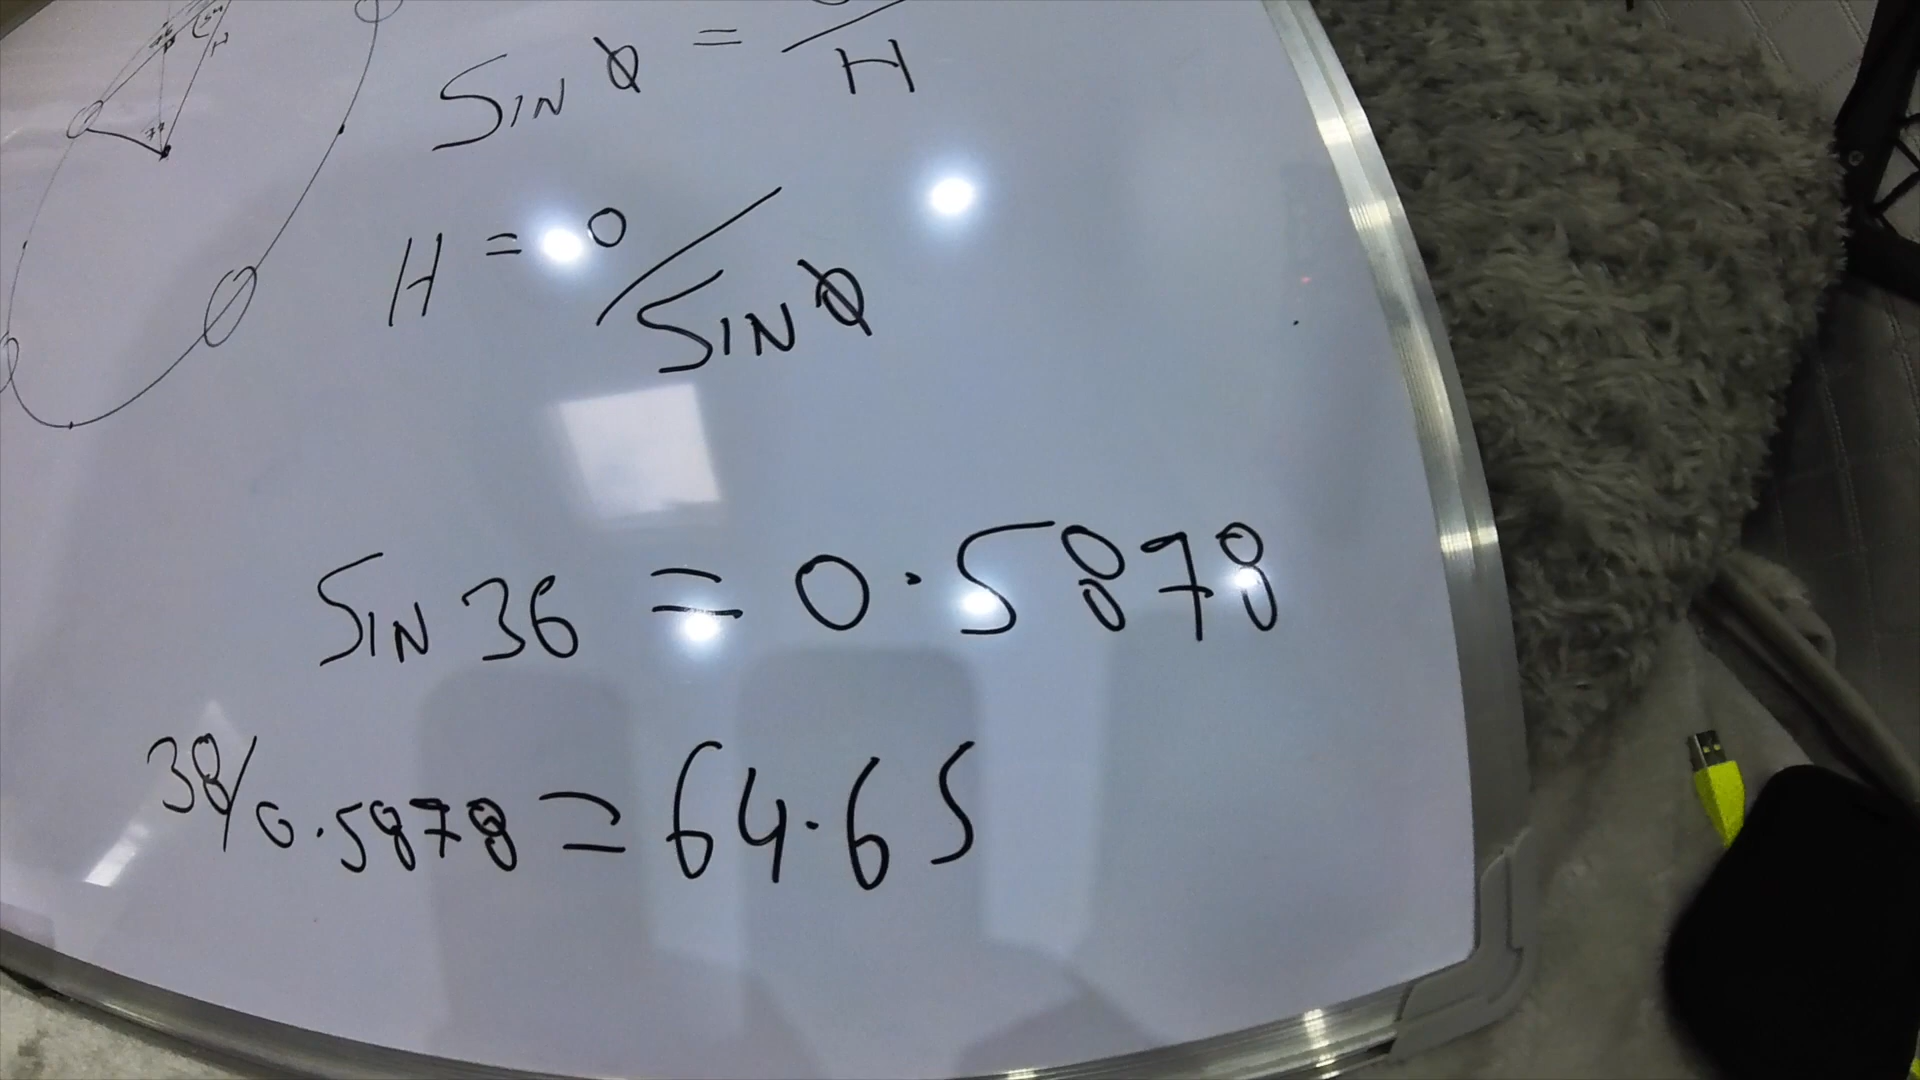 Sin φ = O/H
H = O/Sin φ
Sin 36 = 0.5878
38/0.5878 = 64.65